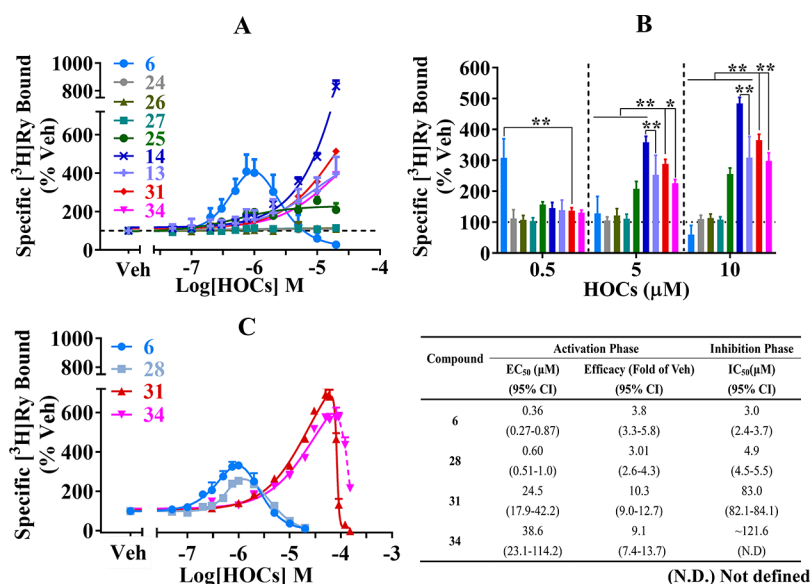 A
Specific [³H]Ry Bound
(% Veh)
1000
800
600
400
200
0
6
24
26
27
25
14
13
31
34
Veh
-7
-6
-5
-4
Log[HOCs] M
B
Specific [³H]Ry Bound
(% Veh)
600
500
400
300
200
100
0
**
**
*
**
**
**
**
0.5
5
10
HOCs (µM)
C
Specific [³H]Ry Bound
(% Veh)
1000
800
600
400
200
0
6
28
31
34
Veh
-7
-6
-5
-4
-3
Log[HOCs] M
Compound Activation Phase Inhibition Phase
EC₅₀ (µM) Efficacy (Fold of Veh) IC₅₀(µM)
(95% CI) (95% CI) (95% CI)
6 0.36 3.8 3.0
(0.27-0.87) (3.3-5.8) (2.4-3.7)
28 0.60 3.01 4.9
(0.51-1.0) (2.6-4.3) (4.5-5.5)
31 24.5 10.3 83.0
(17.9-42.2) (9.0-12.7) (82.1-84.1)
34 38.6 9.1 ~121.6
(23.1-114.2) (7.4-13.7) (N.D)
(N.D.) Not defined